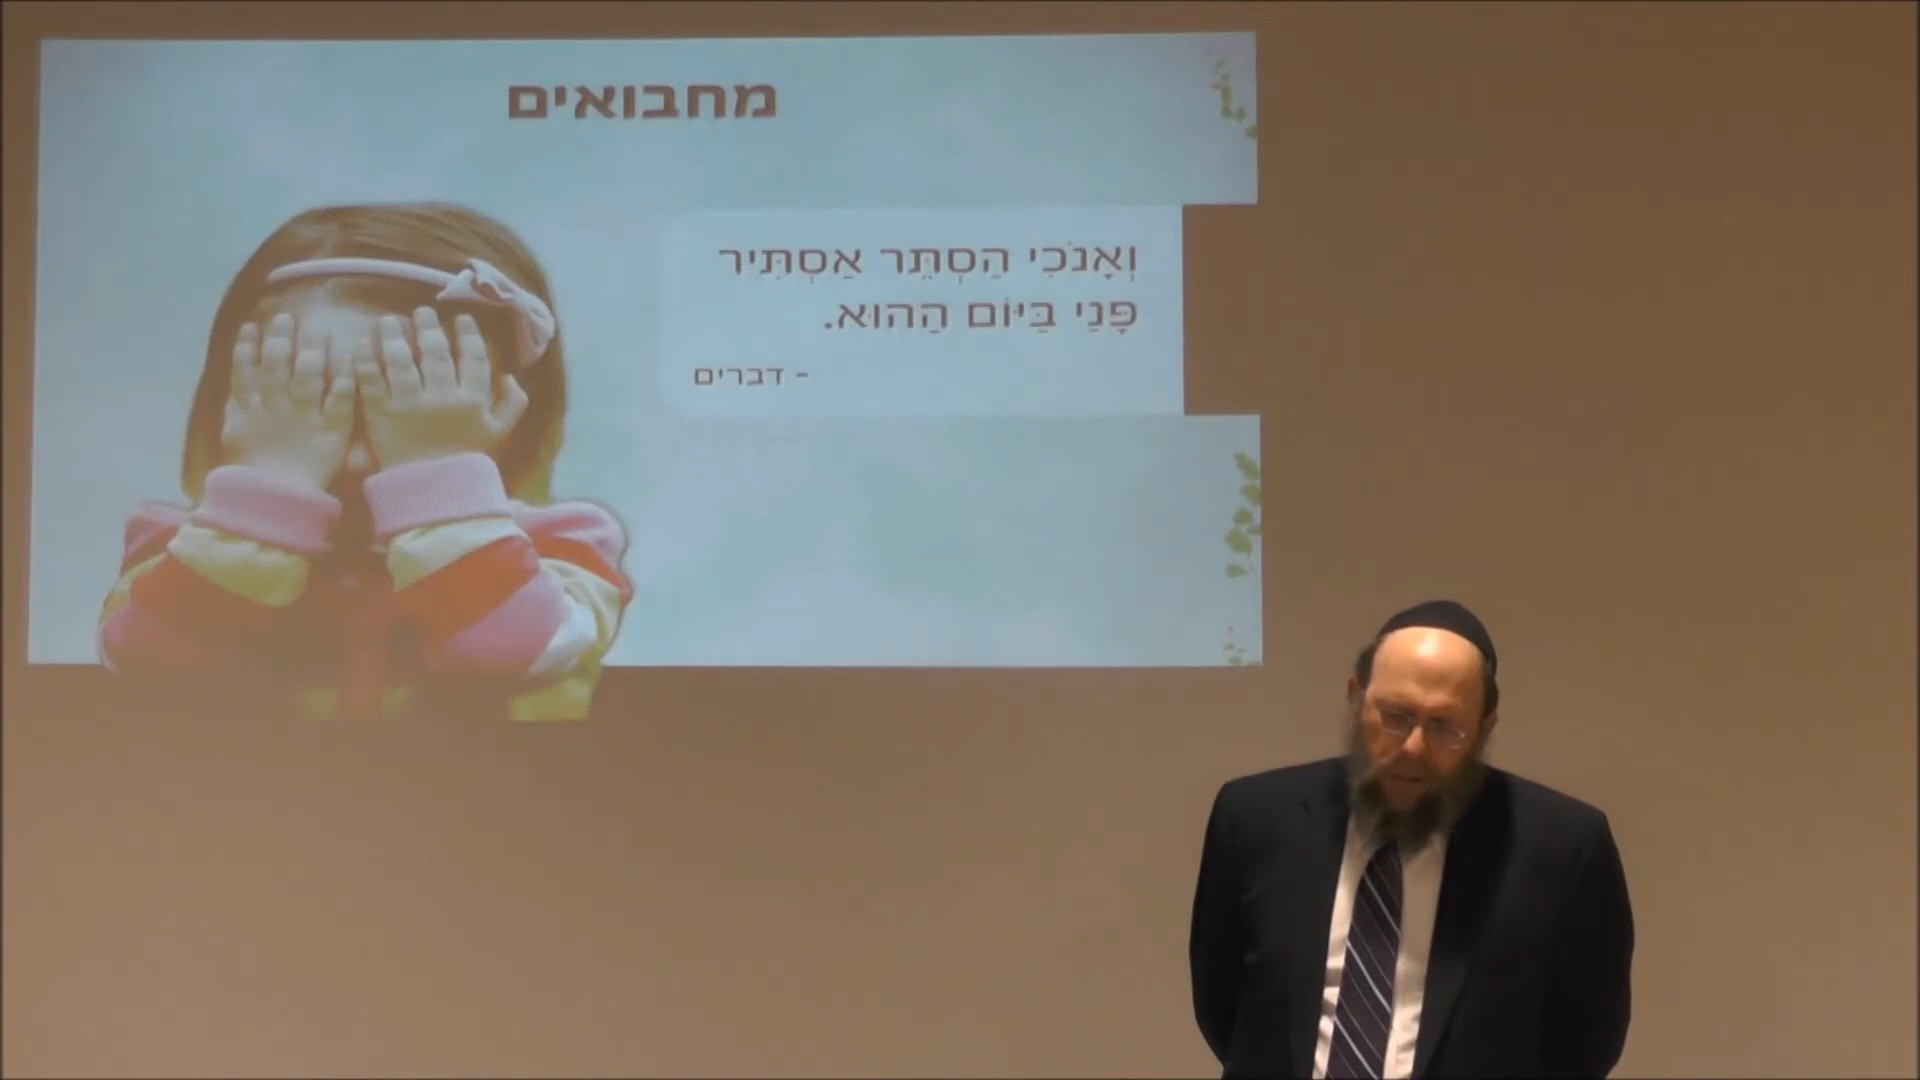 מחבואים
וְאָנֹכִי הַסְתֵּר אַסְתִּיר
פָּנַי בַּיּוֹם הַהוּא.
- דברים